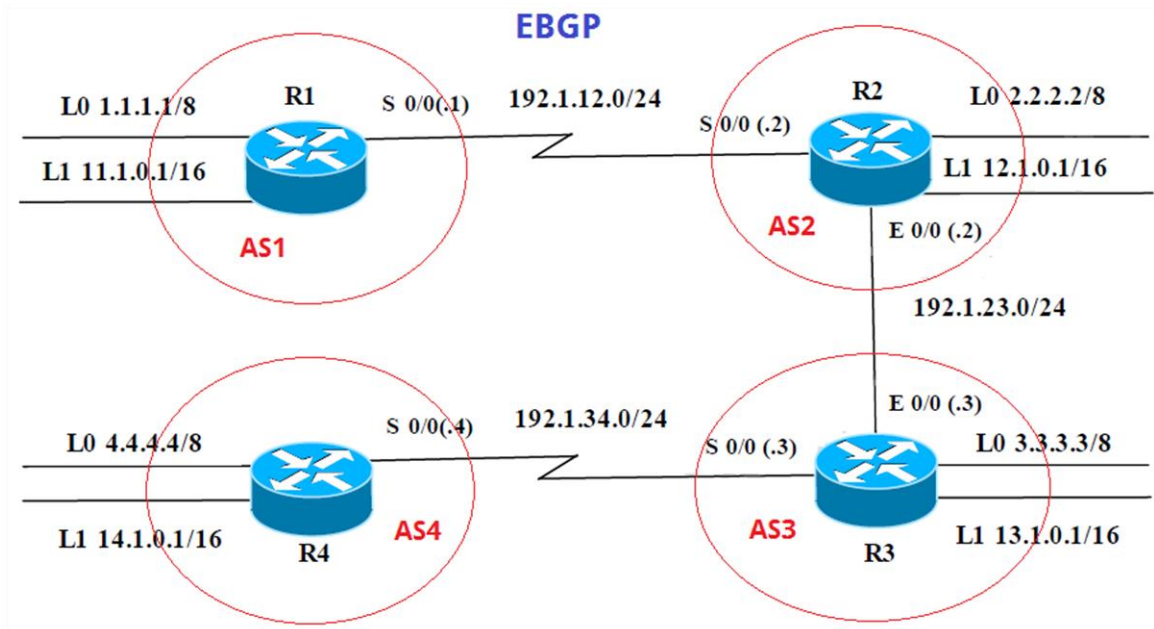 EBGP
L0 1.1.1.1/8
R1
S 0/0(.1)
192.1.12.0/24
S 0/0 (.2)
R2
L0 2.2.2.2/8
L1 11.1.0.1/16
L1 12.1.0.1/16
AS1
AS2
E 0/0 (.2)
192.1.23.0/24
L0 4.4.4.4/8
S 0/0(.4)
192.1.34.0/24
S 0/0 (.3)
E 0/0 (.3)
L0 3.3.3.3/8
L1 14.1.0.1/16
R4
AS4
AS3
R3
L1 13.1.0.1/16